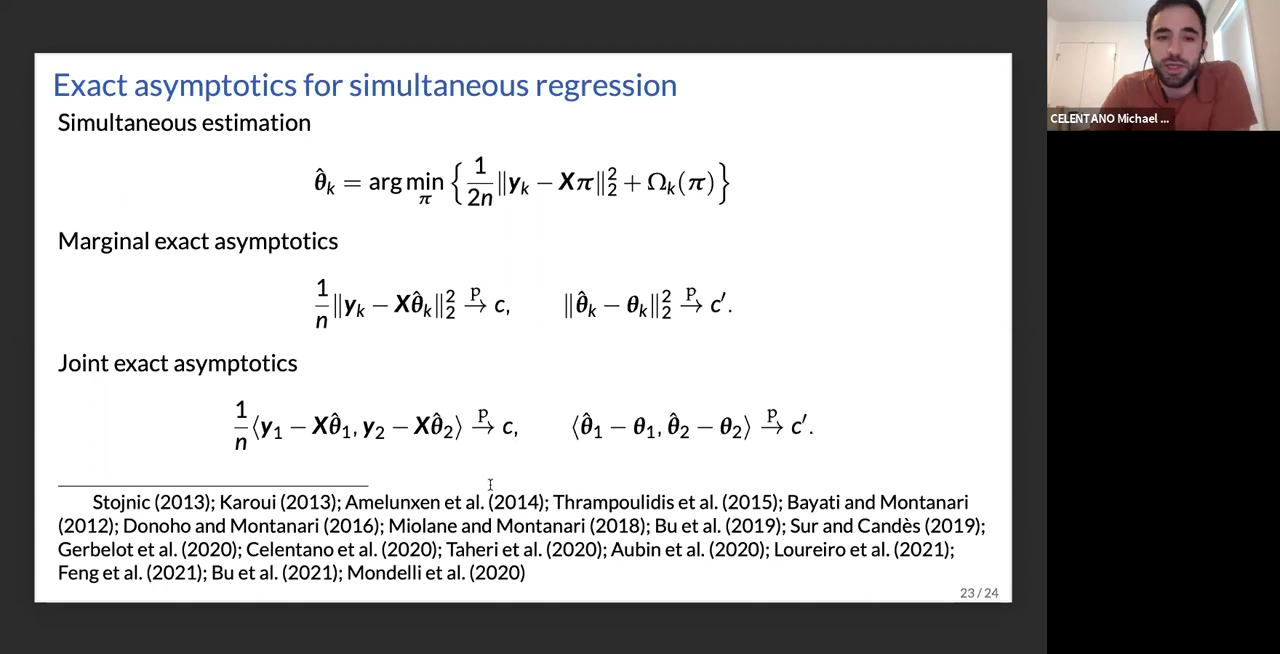 Exact asymptotics for simultaneous regression
Simultaneous estimation
θ̂ₖ = arg min_π { 1/2n ‖yₖ − Xπ‖₂² + Ωₖ(π) }
Marginal exact asymptotics
1/n ‖yₖ − Xθ̂ₖ‖₂² →ᵖ c, ‖θ̂ₖ − θₖ‖₂² →ᵖ c′.
Joint exact asymptotics
1/n ⟨y₁ − Xθ̂₁, y₂ − Xθ̂₂⟩ →ᵖ c, ⟨θ̂₁ − θ₁, θ̂₂ − θ₂⟩ →ᵖ c′.
Stojnic (2013); Karoui (2013); Amelunxen et al. (2014); Thrampoulidis et al. (2015); Bayati and Montanari
(2012); Donoho and Montanari (2016); Miolane and Montanari (2018); Bu et al. (2019); Sur and Candès (2019);
Gerbelot et al. (2020); Celentano et al. (2020); Taheri et al. (2020); Aubin et al. (2020); Loureiro et al. (2021);
Feng et al. (2021); Bu et al. (2021); Mondelli et al. (2020)
23 / 24
CELENTANO Michael ...